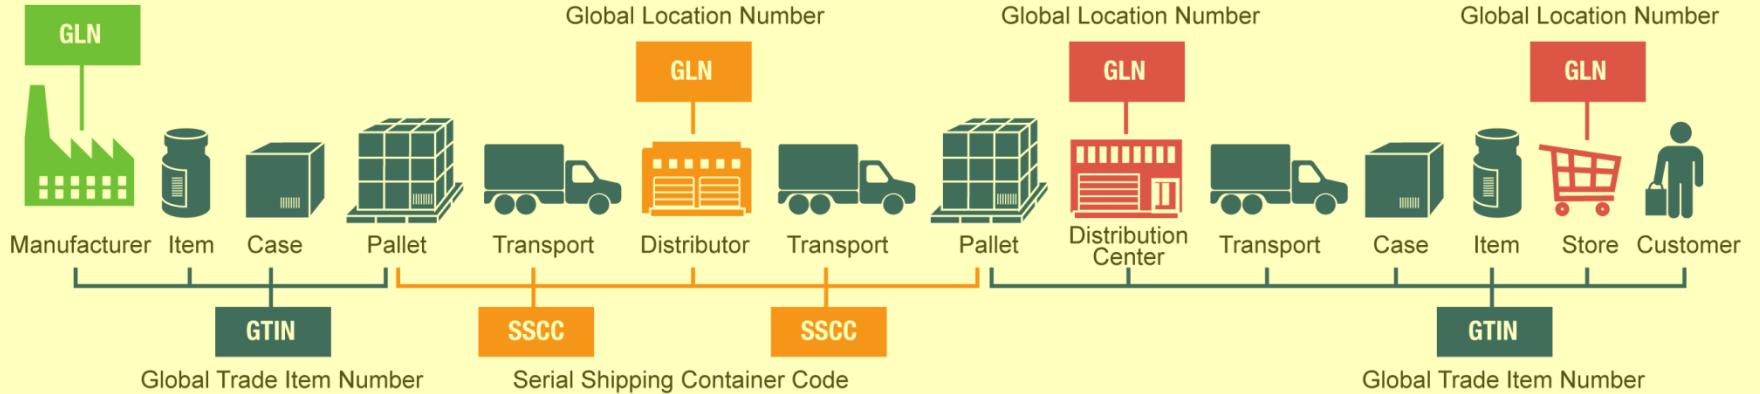 Global Location Number
Global Location Number
Global Location Number
GLN
GLN
GLN
GLN
Manufacturer
Item
Case
Pallet
Transport
Distributor
Transport
Pallet
Distribution
Center
Transport
Case
Item
Store
Customer
GTIN
SSCC
SSCC
GTIN
Global Trade Item Number
Serial Shipping Container Code
Global Trade Item Number